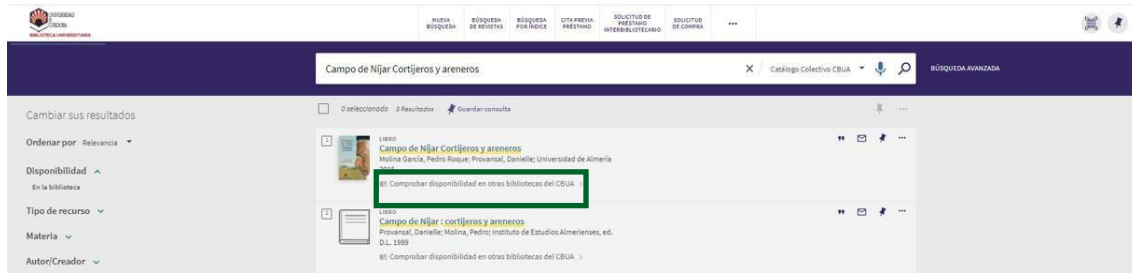 UNIVERSIDAD
CÓRDOBA
BIBLIOTECA UNIVERSITARIA
NUEVA
BÚSQUEDA
BÚSQUEDA
DE REVISTAS
BÚSQUEDA
POR ÍNDICE
CITA PREVIA
PRÉSTAMO
SOLICITUD DE
PRÉSTAMO
INTERBIBLIOTECARIO
SOLICITUD
DE COMPRA
...
Campo de Níjar Cortijeros y areneros
Catálogo Colectivo CBUA
BÚSQUEDA AVANZADA
Cambiar sus resultados
Ordenar por Relevancia
Disponibilidad
En la biblioteca
Tipo de recurso
Materia
Autor/Creador
0 seleccionado 3 Resultados Guardar consulta
1
LIBRO
Campo de Níjar Cortijeros y areneros
Molina García, Pedro Roque; Provansal, Danielle; Universidad de Almería
Comprobar disponibilidad en otras bibliotecas del CBUA >
2
LIBRO
Campo de Níjar : cortijeros y areneros
Provansal, Danielle; Molina, Pedro; Instituto de Estudios Almerienses, ed.
D.L. 1989
Comprobar disponibilidad en otras bibliotecas del CBUA >